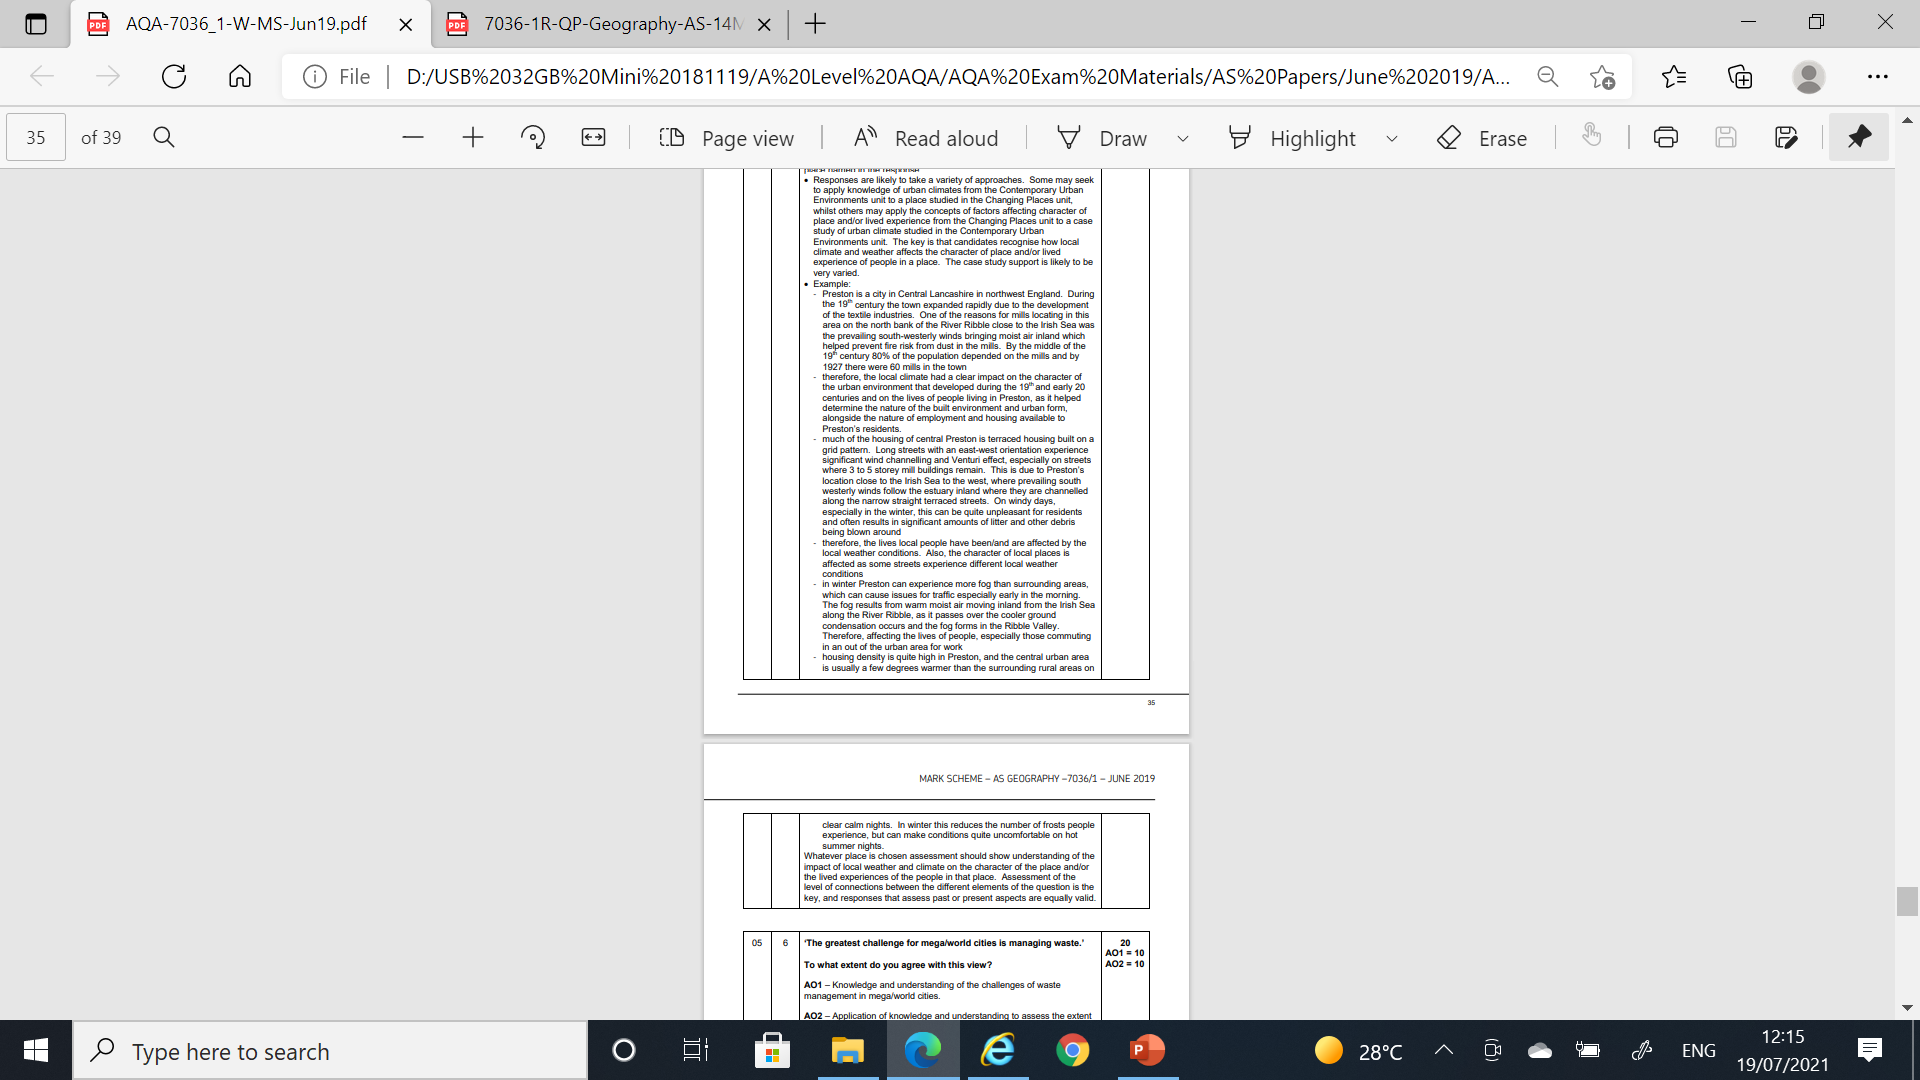 AQA-7036_1-W-MS-Jun19.pdf
7036-1R-QP-Geography-AS-14M
File
D:/USB%2032GB%20Mini%20181119/A%20Level%20AQA/AQA%20Exam%20Materials/AS%20Papers/June%202019/A...
35 of 39
Page view
Read aloud
Draw
Highlight
Erase
place named in the response
• Responses are likely to take a variety of approaches. Some may seek
to apply knowledge of urban climates from the Contemporary Urban
Environments unit to a place studied in the Changing Places unit,
whilst others may apply the concepts of factors affecting character of
place and/or lived experience from the Changing Places unit to a case
study of urban climate studied in the Contemporary Urban
Environments unit. The key is that candidates recognise how local
climate and weather affects the character of place and/or lived
experience of people in a place. The case study support is likely to be
very varied.
• Example:
- Preston is a city in Central Lancashire in northwest England. During
the 19th century the town expanded rapidly due to the development
of the textile industries. One of the reasons for mills locating in this
area on the north bank of the River Ribble close to the Irish Sea was
the prevailing south-westerly winds bringing moist air inland which
helped prevent fire risk from dust in the mills. By the middle of the
19th century 80% of the population depended on the mills and by
1927 there were 60 mills in the town
- therefore, the local climate had a clear impact on the character of
the urban environment that developed during the 19th and early 20
centuries and on the lives of people living in Preston, as it helped
determine the nature of the built environment and urban form,
alongside the nature of employment and housing available to
Preston's residents.
- much of the housing of central Preston is terraced housing built on a
grid pattern. Long streets with an east-west orientation experience
significant wind channelling and Venturi effect, especially on streets
where 3 to 5 storey mill buildings remain. This is due to Preston's
location close to the Irish Sea to the west, where prevailing south
westerly winds follow the estuary inland where they are channelled
along the narrow straight terraced streets. On windy days,
especially in the winter, this can be quite unpleasant for residents
and often results in significant amounts of litter and other debris
being blown around
- therefore, the lives local people have been/and are affected by the
local weather conditions. Also, the character of local places is
affected as some streets experience different local weather
conditions
- in winter Preston can experience more fog than surrounding areas,
which can cause issues for traffic especially early in the morning.
The fog results from warm moist air moving inland from the Irish Sea
along the River Ribble, as it passes over the cooler ground
condensation occurs and the fog forms in the Ribble Valley.
Therefore, affecting the lives of people, especially those commuting
in an out of the urban area for work
- housing density is quite high in Preston, and the central urban area
is usually a few degrees warmer than the surrounding rural areas on
35
MARK SCHEME – AS GEOGRAPHY –7036/1 – JUNE 2019
clear calm nights. In winter this reduces the number of frosts people
experience, but can make conditions quite uncomfortable on hot
summer nights.
Whatever place is chosen assessment should show understanding of the
impact of local weather and climate on the character of the place and/or
the lived experiences of the people in that place. Assessment of the
level of connections between the different elements of the question is the
key, and responses that assess past or present aspects are equally valid.
05 6 'The greatest challenge for mega/world cities is managing waste.' 20
AO1 = 10
To what extent do you agree with this view? AO2 = 10
AO1 – Knowledge and understanding of the challenges of waste
management in mega/world cities.
AO2 – Application of knowledge and understanding to assess the extent
Type here to search
28°C
ENG
12:15
19/07/2021